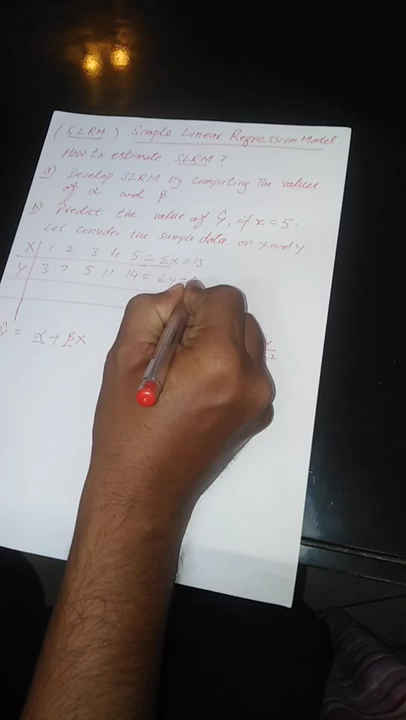 (SLRM) Simple Linear Regression Model
How to estimate SLRM?
a) Develop SLRM by computing the values
of α and β
b) Predict the value of Ŷ, if x = 5.
Let consider the sample data on x and y
X 1 2 3 4 5 = Σx = 13
Y 3 7 5 11 14 = Σy =
Ŷ = α + βx